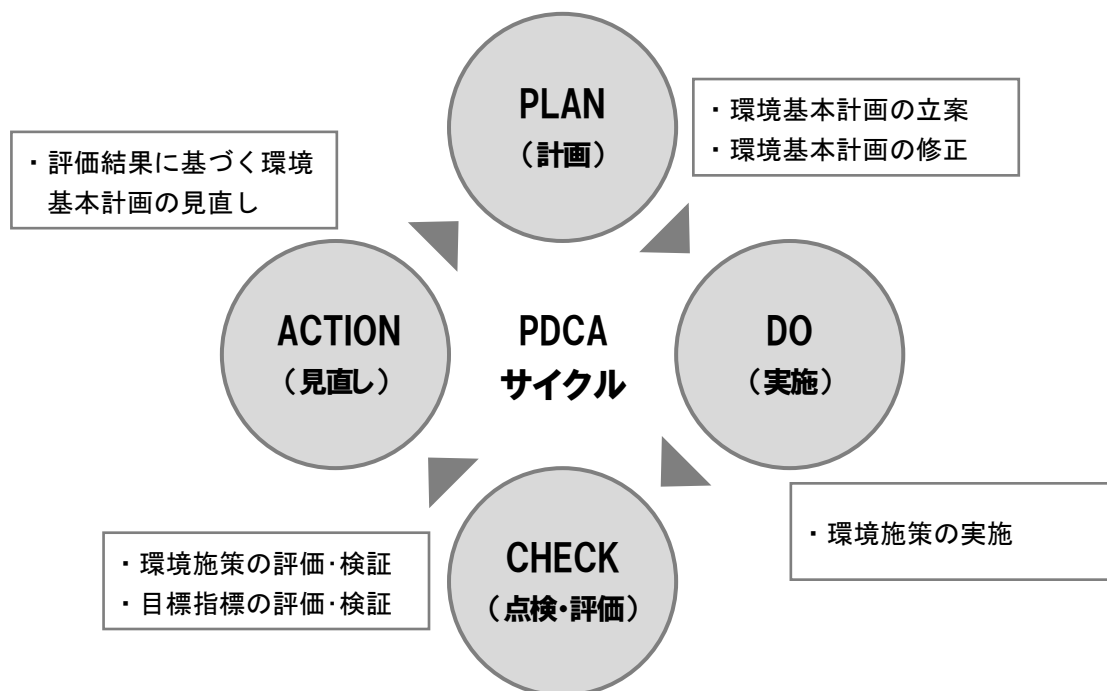 PLAN
（計画）
・環境基本計画の立案
・環境基本計画の修正
・評価結果に基づく環境
基本計画の見直し
ACTION
（見直し）
PDCA
サイクル
DO
（実施）
・環境施策の評価･検証
・目標指標の評価･検証
CHECK
（点検･評価）
・環境施策の実施